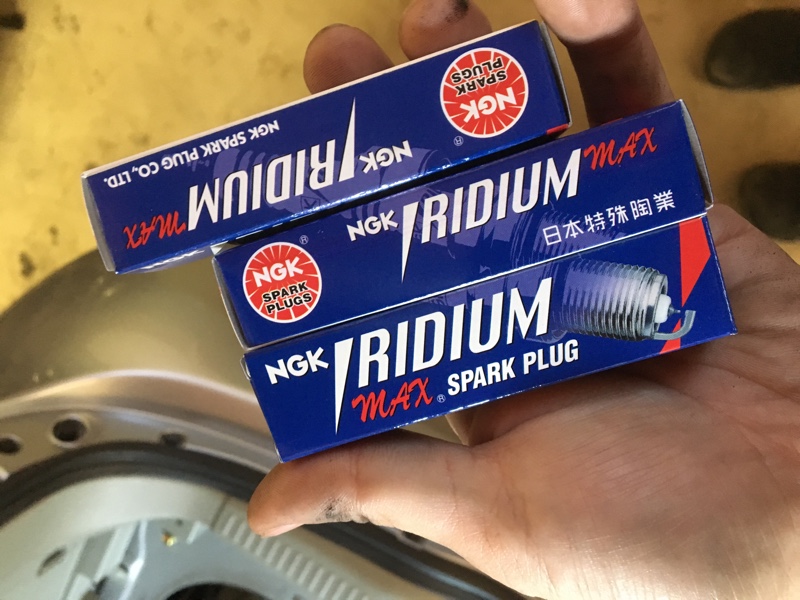 NGK
SPARK
PLUGS
®
NGK SPARK PLUG CO., LTD.
NGK IRIDIUM MAX
NGK IRIDIUM MAX
日本特殊陶業
NGK
SPARK
PLUGS
®
NGK IRIDIUM
MAX® SPARK PLUG